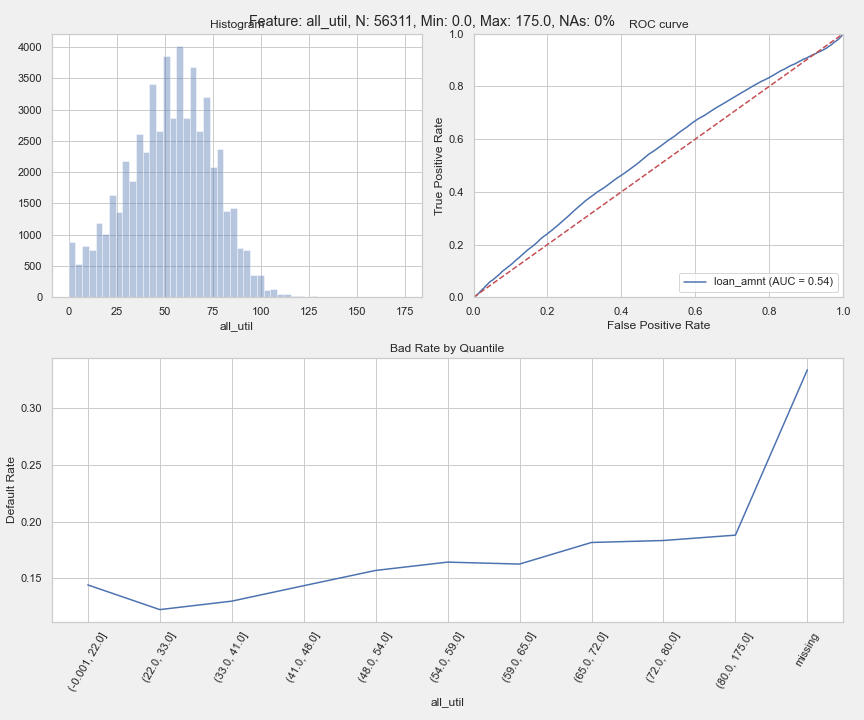 Feature: all_util, N: 56311, Min: 0.0, Max: 175.0, NAs: 0%
Histogram
4000
3500
3000
2500
2000
1500
1000
500
0
0 25 50 75 100 125 150 175
all_util
ROC curve
True Positive Rate
1.0
0.8
0.6
0.4
0.2
0.0
loan_amnt (AUC = 0.54)
0.0 0.2 0.4 0.6 0.8 1.0
False Positive Rate
Bad Rate by Quantile
Default Rate
0.30
0.25
0.20
0.15
(-0.001, 22.0]
(22.0, 33.0]
(33.0, 41.0]
(41.0, 48.0]
(48.0, 54.0]
(54.0, 59.0]
(59.0, 65.0]
(65.0, 72.0]
(72.0, 80.0]
(80.0, 175.0]
missing
all_util